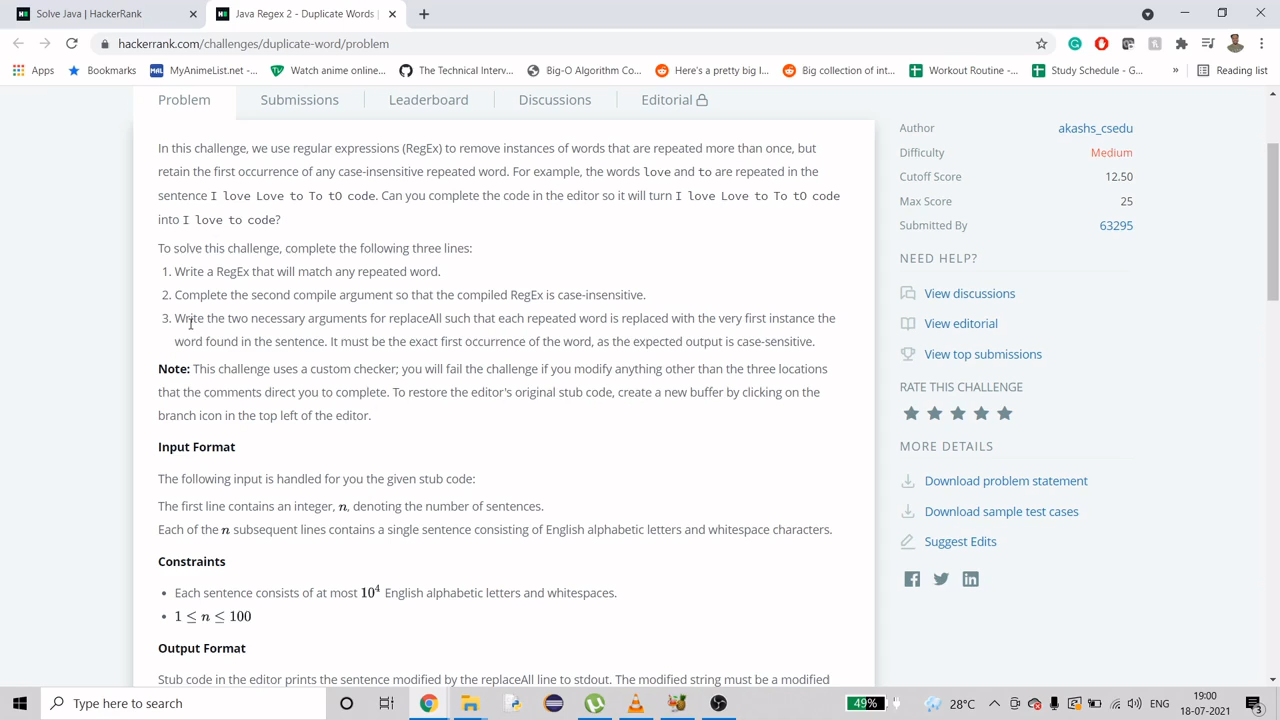 Solve Java | HackerRank
Java Regex 2 - Duplicate Words |
hackerrank.com/challenges/duplicate-word/problem
Apps
Bookmarks
MyAnimeList.net -...
Watch anime online...
The Technical Interv...
Big-O Algorithm Co...
Here's a pretty big l...
Big collection of int...
Workout Routine -...
Study Schedule - G...
»
Reading list
Problem
Submissions
Leaderboard
Discussions
Editorial
In this challenge, we use regular expressions (RegEx) to remove instances of words that are repeated more than once, but
retain the first occurrence of any case-insensitive repeated word. For example, the words love and to are repeated in the
sentence I love Love to To tO code. Can you complete the code in the editor so it will turn I love Love to To tO code
into I love to code?
To solve this challenge, complete the following three lines:
1. Write a RegEx that will match any repeated word.
2. Complete the second compile argument so that the compiled RegEx is case-insensitive.
3. Write the two necessary arguments for replaceAll such that each repeated word is replaced with the very first instance the
word found in the sentence. It must be the exact first occurrence of the word, as the expected output is case-sensitive.
Note: This challenge uses a custom checker; you will fail the challenge if you modify anything other than the three locations
that the comments direct you to complete. To restore the editor's original stub code, create a new buffer by clicking on the
branch icon in the top left of the editor.
Input Format
The following input is handled for you the given stub code:
The first line contains an integer, n, denoting the number of sentences.
Each of the n subsequent lines contains a single sentence consisting of English alphabetic letters and whitespace characters.
Constraints
• Each sentence consists of at most 10⁴ English alphabetic letters and whitespaces.
• 1 ≤ n ≤ 100
Output Format
Stub code in the editor prints the sentence modified by the replaceAll line to stdout. The modified string must be a modified
Author akashs_csedu
Difficulty Medium
Cutoff Score 12.50
Max Score 25
Submitted By 63295
NEED HELP?
View discussions
View editorial
View top submissions
RATE THIS CHALLENGE
MORE DETAILS
Download problem statement
Download sample test cases
Suggest Edits
Type here to search
49%
28°C
ENG
19:00
18-07-2021
3